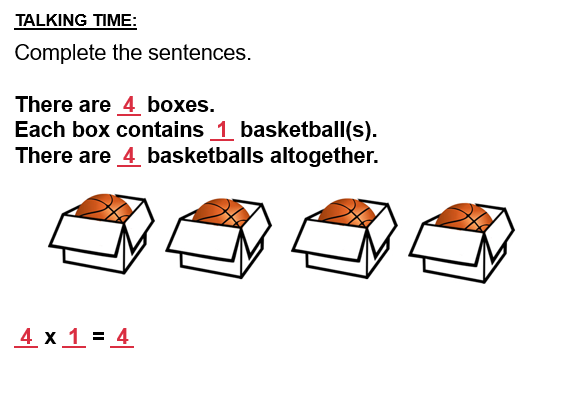 TALKING TIME:
Complete the sentences.
There are 4 boxes.
Each box contains 1 basketball(s).
There are 4 basketballs altogether.
4 x 1 = 4